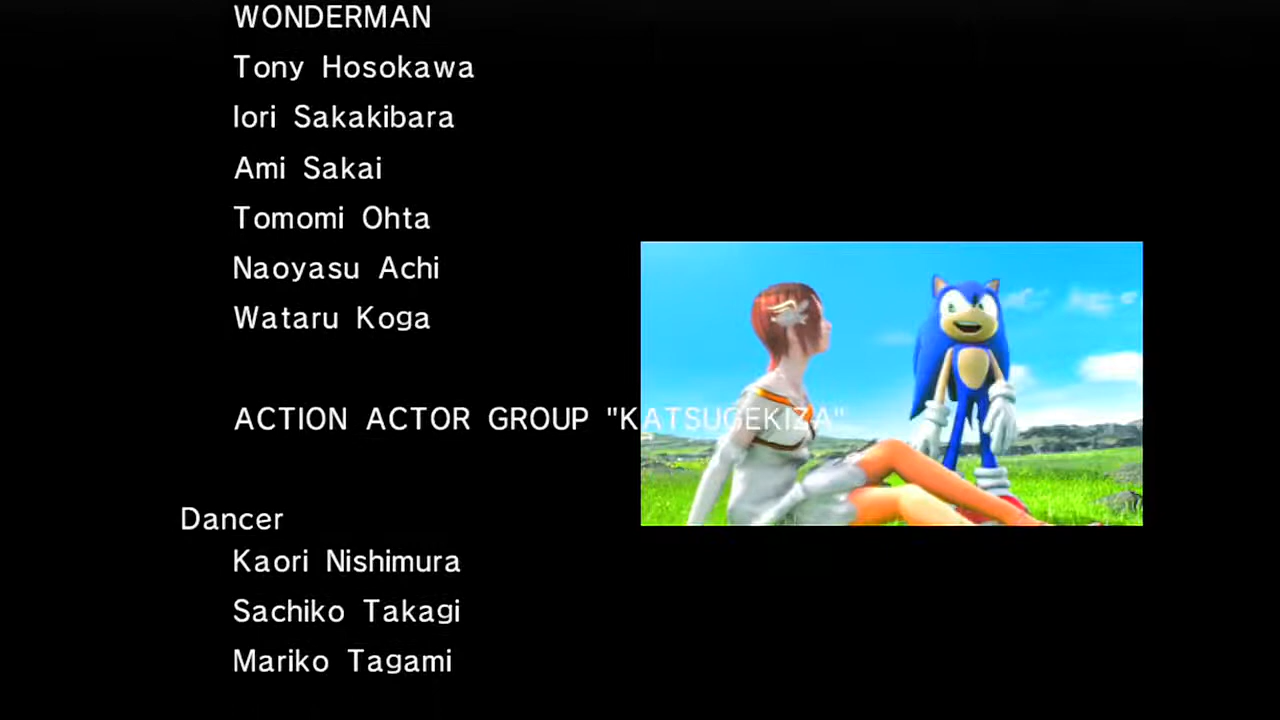 WONDERMAN
Tony Hosokawa
Iori Sakakibara
Ami Sakai
Tomomi Ohta
Naoyasu Achi
Wataru Koga
ACTION ACTOR GROUP "KATSUGEKIZA"
Dancer
Kaori Nishimura
Sachiko Takagi
Mariko Tagami